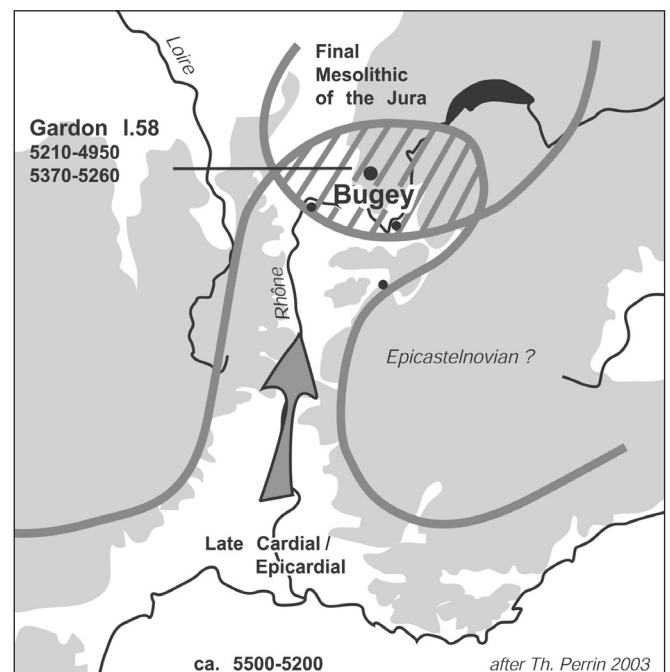 Loire
Final
Mesolithic
of the Jura
Gardon l.58
5210-4950
5370-5260
Bugey
Rhône
Epicastelnovian ?
Late Cardial /
Epicardial
ca. 5500-5200
after Th. Perrin 2003